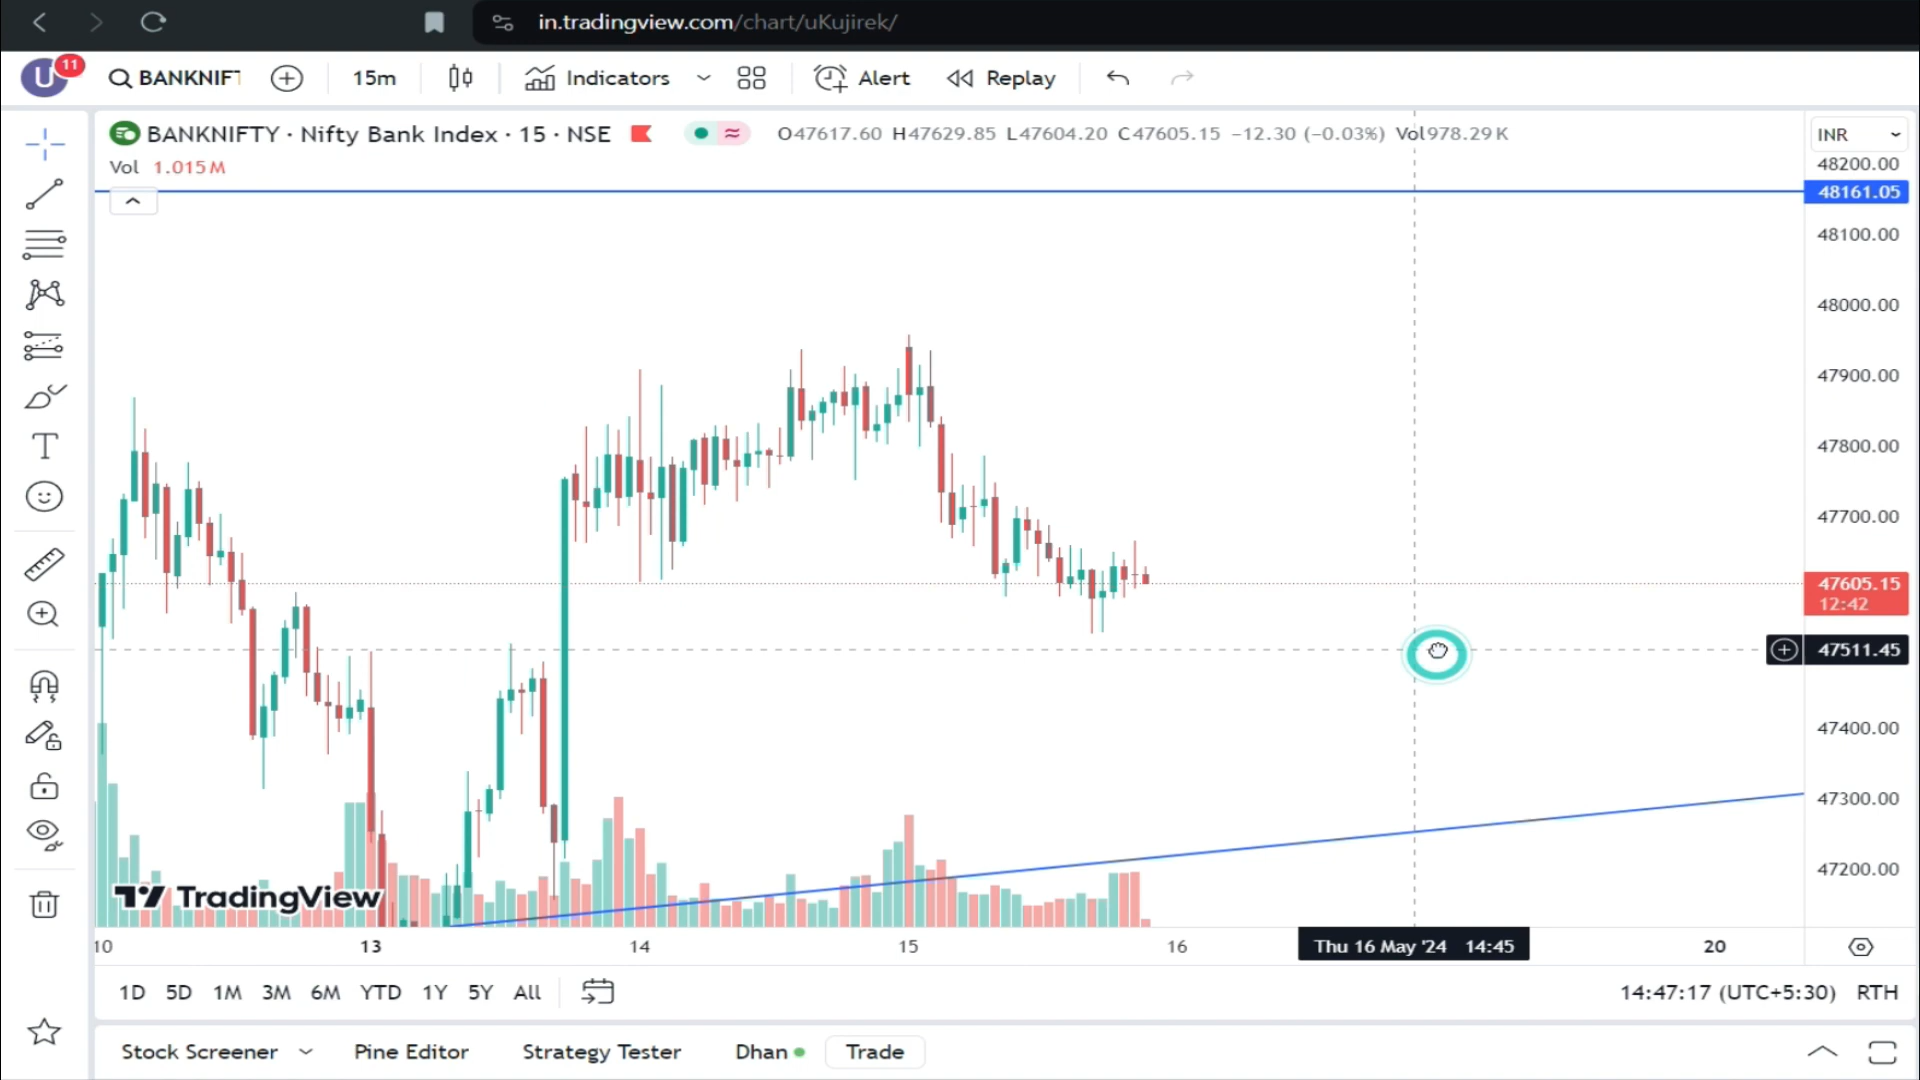 in.tradingview.com/chart/uKujirek/
U 11 BANKNIFT 15m Indicators Alert Replay
BANKNIFTY · Nifty Bank Index · 15 · NSE O47617.60 H47629.85 L47604.20 C47605.15 −12.30 (−0.03%) Vol978.29K INR
Vol 1.015M
48200.00
48161.05
48100.00
48000.00
47900.00
47800.00
47700.00
47605.15
12:42
47511.45
47400.00
47300.00
47200.00
TradingView
10 13 14 15 16 Thu 16 May '24 14:45 20
1D 5D 1M 3M 6M YTD 1Y 5Y All 14:47:17 (UTC+5:30) RTH
Stock Screener Pine Editor Strategy Tester Dhan Trade